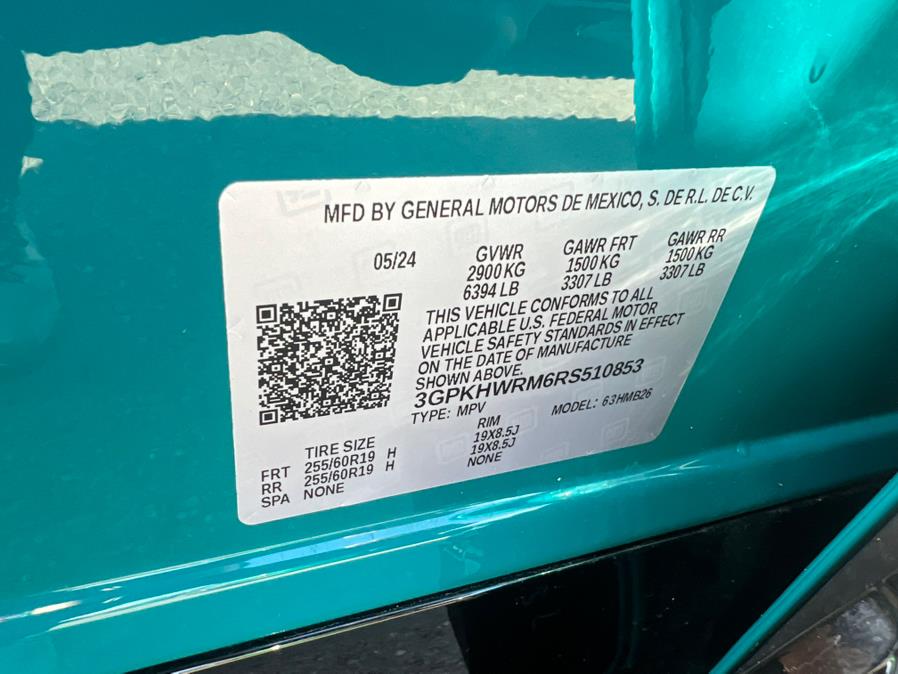 MFD BY GENERAL MOTORS DE MEXICO, S. DE R.L. DE C.V.
05/24 GVWR GAWR FRT GAWR RR
2900 KG 1500 KG 1500 KG
6394 LB 3307 LB 3307 LB
THIS VEHICLE CONFORMS TO ALL
APPLICABLE U.S. FEDERAL MOTOR
VEHICLE SAFETY STANDARDS IN EFFECT
ON THE DATE OF MANUFACTURE
SHOWN ABOVE.
3GPKHWRM6RS510853
TYPE: MPV MODEL: 63HMB26
TIRE SIZE RIM
FRT 255/60R19 H 19X8.5J
RR 255/60R19 H 19X8.5J
SPA NONE NONE